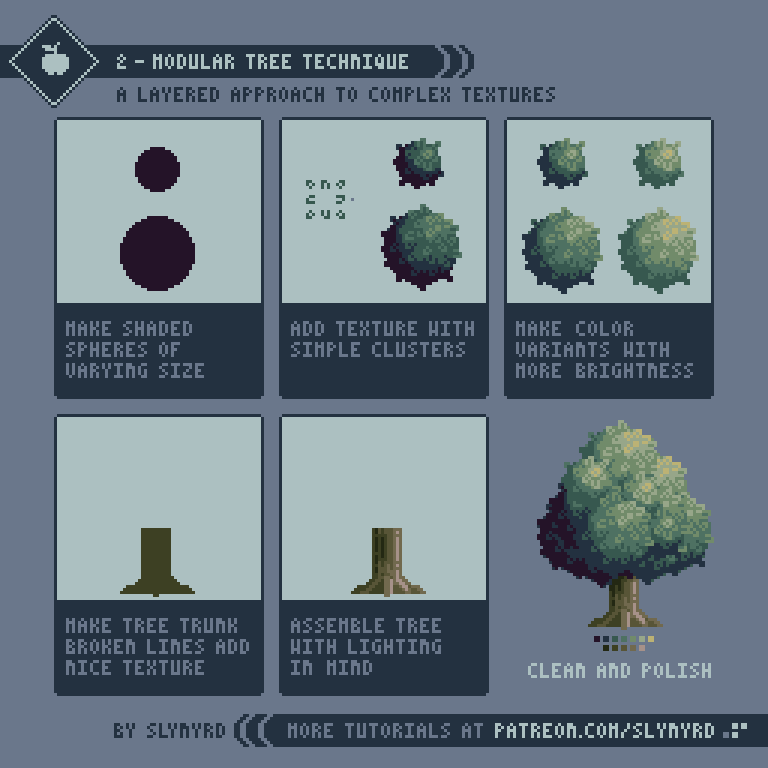 2 - MODULAR TREE TECHNIQUE
A LAYERED APPROACH TO COMPLEX TEXTURES
MAKE SHADED
SPHERES OF
VARYING SIZE
ADD TEXTURE WITH
SIMPLE CLUSTERS
MAKE COLOR
VARIANTS WITH
MORE BRIGHTNESS
MAKE TREE TRUNK
BROKEN LINES ADD
NICE TEXTURE
ASSEMBLE TREE
WITH LIGHTING
IN MIND
CLEAN AND POLISH
BY SLYNYRD
MORE TUTORIALS AT PATREON.COM/SLYNYRD